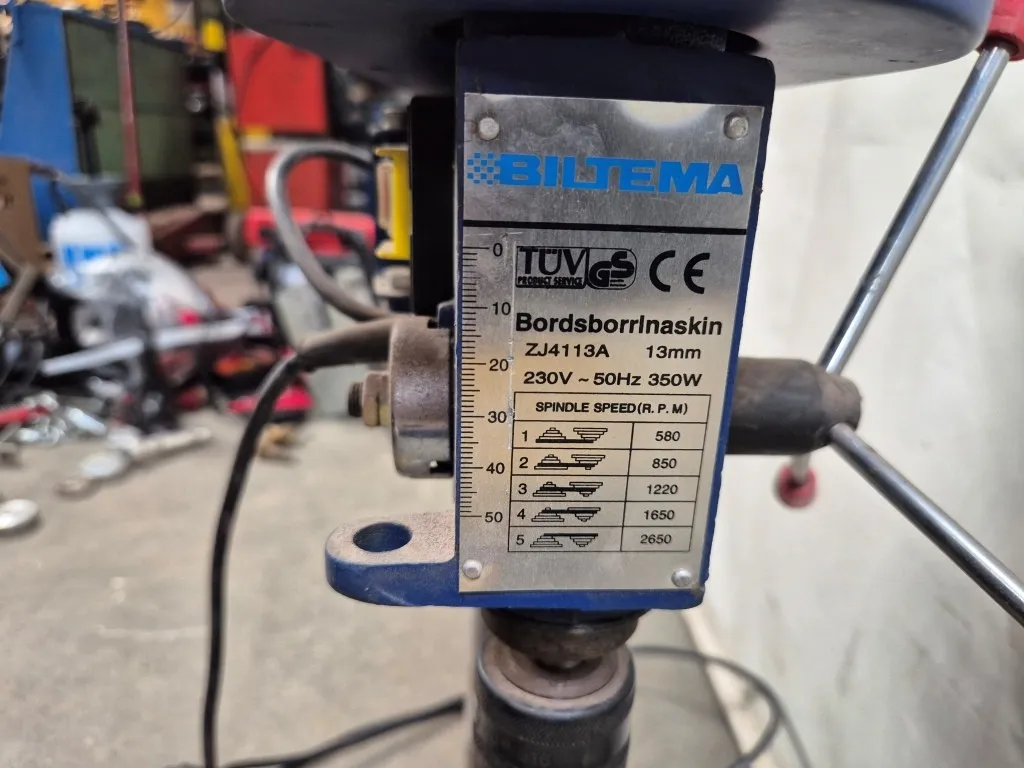 BILTEMA
TÜV GS CE
PRODUCT SERVICE
0
10
20
30
40
50
Bordsborrlnaskin
ZJ4113A 13mm
230V ~ 50Hz 350W
SPINDLE SPEED (R. P. M)
1 580
2 850
3 1220
4 1650
5 2650